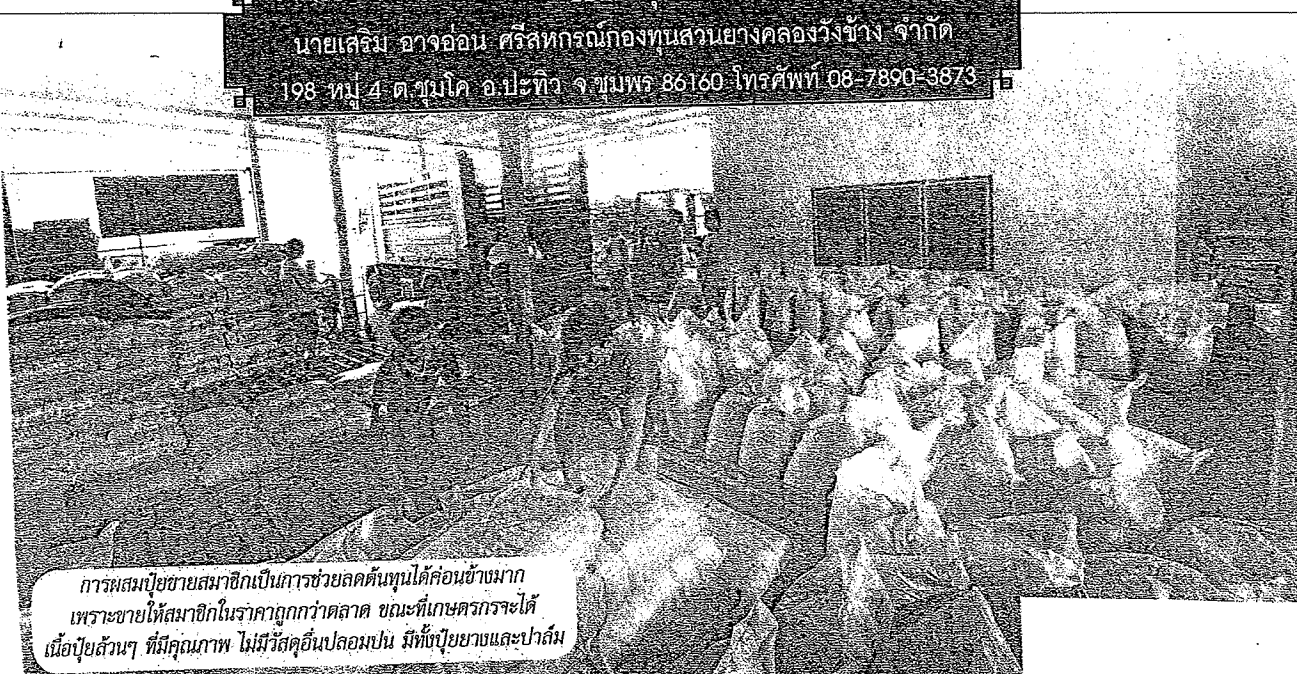 นายเสริม อาจอ่อน ศรีสหกรณ์กองทุนสวนยางคลองวังช้าง จำกัด
198 หมู่ 4 ต.ชุมโค อ.ปะทิว จ.ชุมพร 86160 โทรศัพท์ 08-7890-3873
การผสมปุ๋ยขายสมาชิกเป็นการช่วยลดต้นทุนได้ค่อนข้างมาก
เพราะขายให้สมาชิกในราคาถูกกว่าตลาด ขณะที่เกษตรกรจะได้
เนื้อปุ๋ยล้วนๆ ที่มีคุณภาพ ไม่มีวัสดุอื่นปลอมปน มีทั้งปุ๋ยยางและปาล์ม